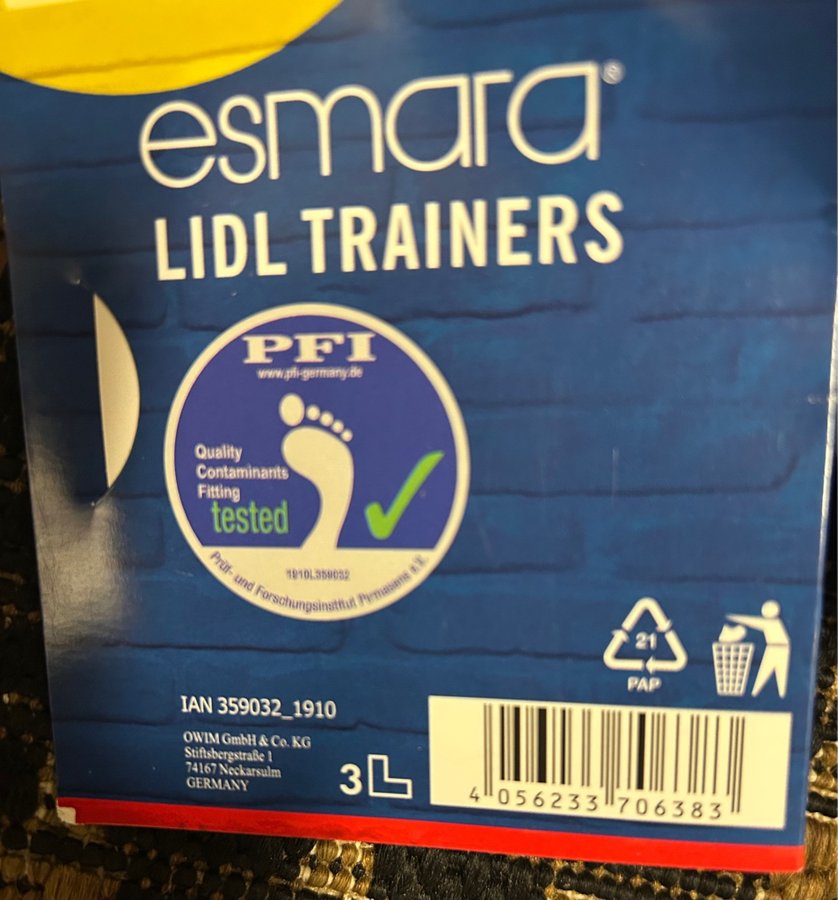 esmara®
LIDL TRAINERS
PFI
www.pfi-germany.de
Quality
Contaminants
Fitting
tested
1910L359032
Prüf- und Forschungsinstitut Pirmasens e.V.
21
PAP
IAN 359032_1910
OWIM GmbH & Co. KG
Stiftsbergstraße 1
74167 Neckarsulm
GERMANY
3
4 056233 706383